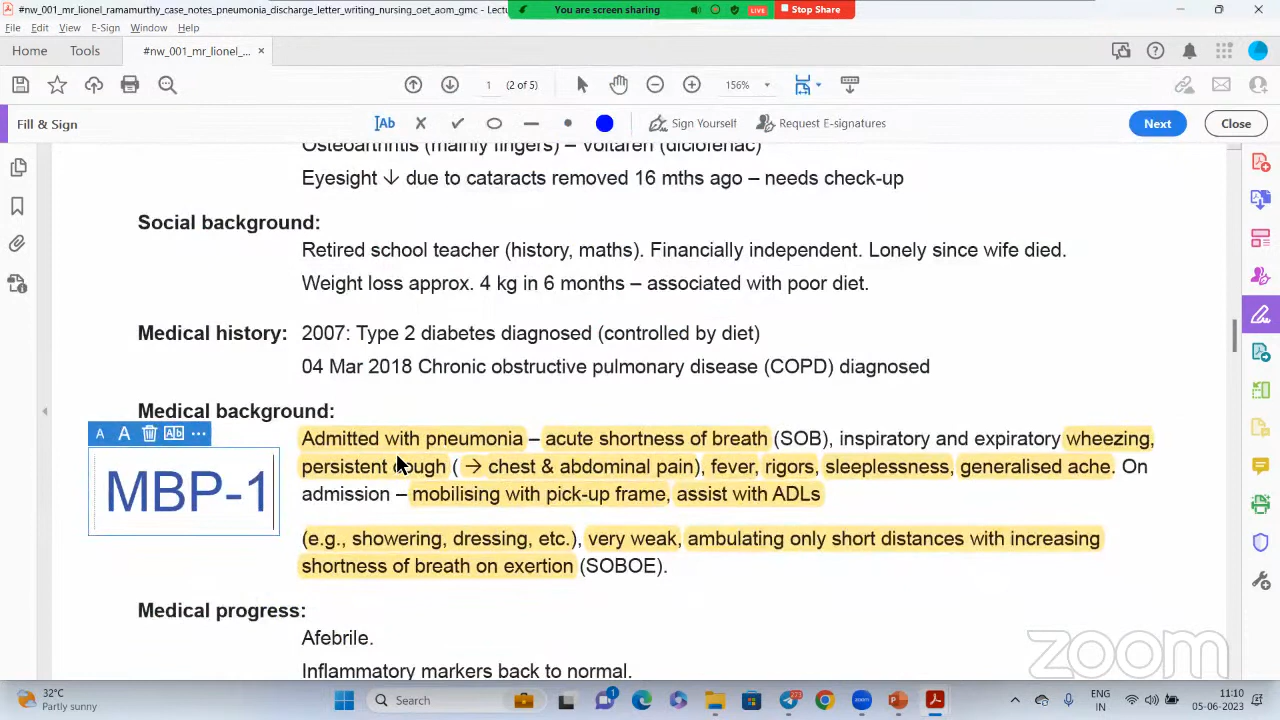 #nw_001_mr_lionel_ramamurthy_case_notes_pneumonia_discharge_letter_writing_nursing_oet_aom_gmc - Lectu
You are screen sharing LIVE Stop Share
File Edit View E-Sign Window Help
Home Tools #nw_001_mr_lionel_... ×
1 (2 of 5) 156%
Fill & Sign Ab Sign Yourself Request E-signatures Next Close
Osteoarthritis (mainly fingers) – voltaren (diclofenac)
Eyesight ↓ due to cataracts removed 16 mths ago – needs check-up
Social background:
Retired school teacher (history, maths). Financially independent. Lonely since wife died.
Weight loss approx. 4 kg in 6 months – associated with poor diet.
Medical history: 2007: Type 2 diabetes diagnosed (controlled by diet)
04 Mar 2018 Chronic obstructive pulmonary disease (COPD) diagnosed
Medical background:
A A Ab ...
Admitted with pneumonia – acute shortness of breath (SOB), inspiratory and expiratory wheezing,
persistent cough ( → chest & abdominal pain), fever, rigors, sleeplessness, generalised ache. On
MBP-1
admission – mobilising with pick-up frame, assist with ADLs
(e.g., showering, dressing, etc.), very weak, ambulating only short distances with increasing
shortness of breath on exertion (SOBOE).
Medical progress:
Afebrile.
Inflammatory markers back to normal.
zoom
32°C
Partly sunny
Search
1
273
zoom
ENG
IN
11:10
05-06-2023